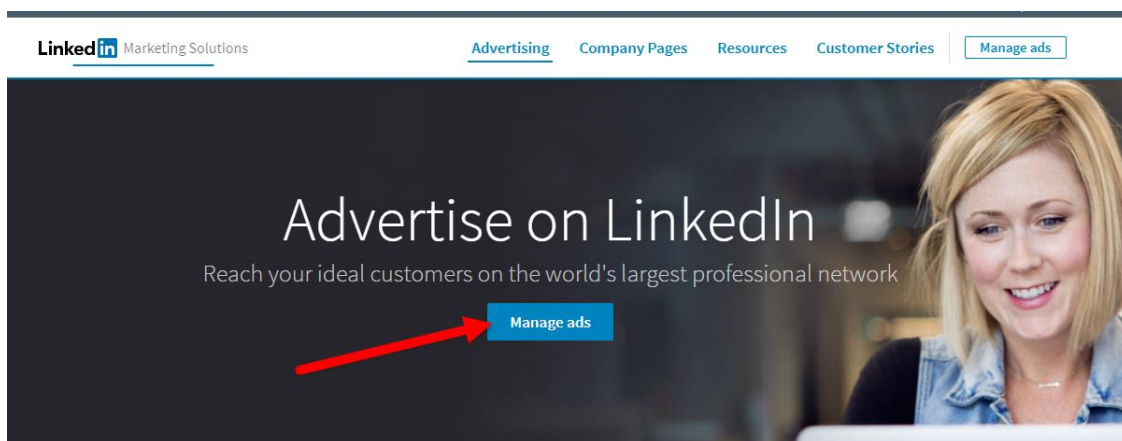 Linked in Marketing Solutions
Advertising Company Pages Resources Customer Stories Manage ads
Advertise on LinkedIn
Reach your ideal customers on the world's largest professional network
Manage ads